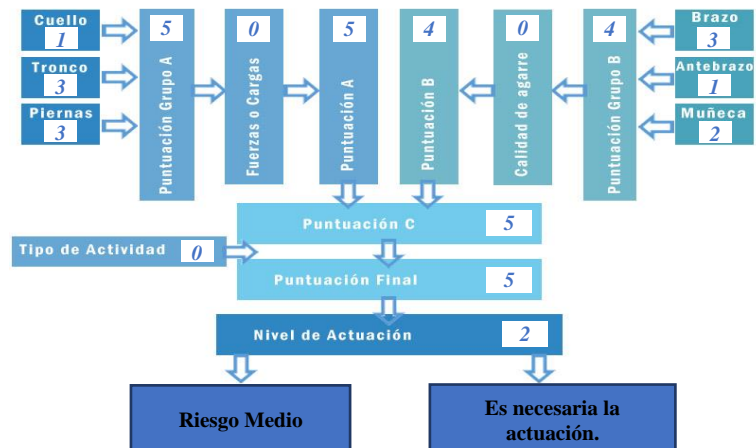 Cuello
1
Tronco
3
Piernas
3
5
Puntuación Grupo A
0
Fuerzas o Cargas
5
Puntuación A
4
Puntuación B
0
Calidad de agarre
4
Puntuación Grupo B
Brazo
3
Antebrazo
1
Muñeca
2
Puntuación C
5
Tipo de Actividad
0
Puntuación Final
5
Nivel de Actuación
2
Riesgo Medio
Es necesaria la
actuación.